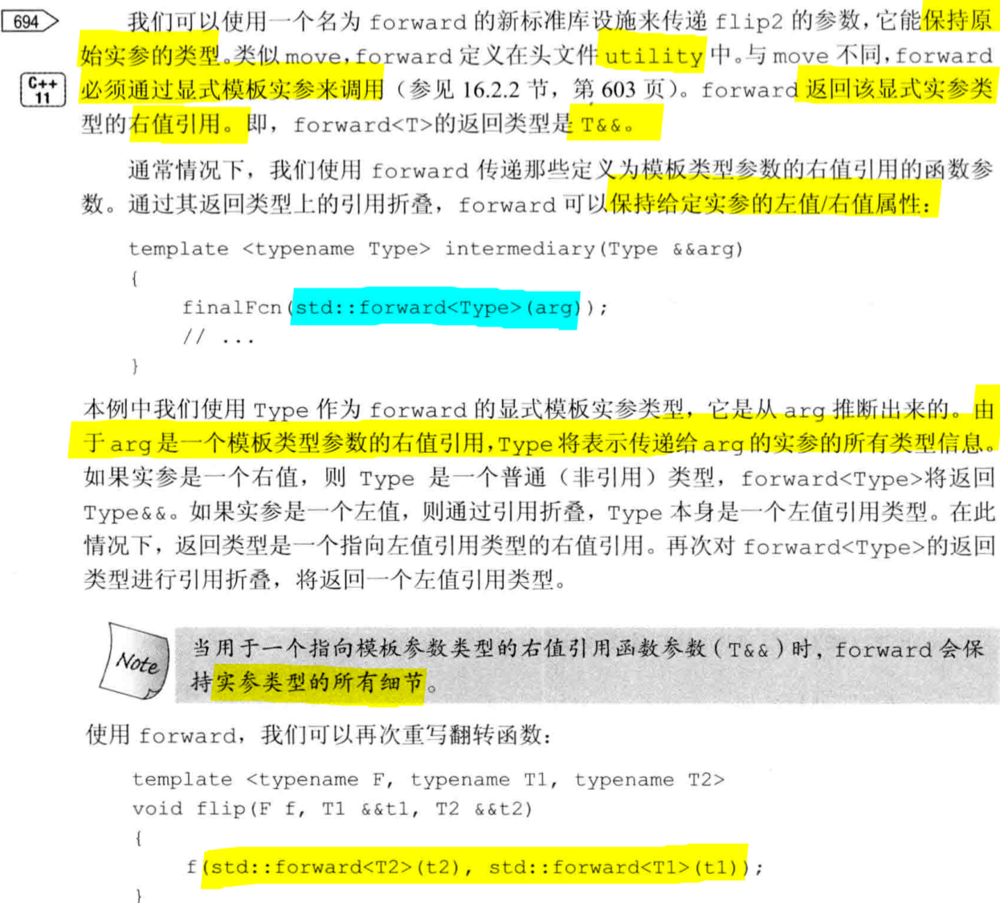 694
我们可以使用一个名为 forward 的新标准库设施来传递 flip2 的参数，它能保持原
始实参的类型。类似 move，forward 定义在头文件 utility 中。与 move 不同，forward
C++
11
必须通过显式模板实参来调用（参见 16.2.2 节，第 603 页）。forward 返回该显式实参类
型的右值引用。即，forward<T>的返回类型是 T&&。
通常情况下，我们使用 forward 传递那些定义为模板类型参数的右值引用的函数参
数。通过其返回类型上的引用折叠，forward 可以保持给定实参的左值/右值属性：
template <typename Type> intermediary(Type &&arg)
{
finalFcn(std::forward<Type>(arg));
// ...
}
本例中我们使用 Type 作为 forward 的显式模板实参类型，它是从 arg 推断出来的。由
于 arg 是一个模板类型参数的右值引用，Type 将表示传递给 arg 的实参的所有类型信息。
如果实参是一个右值，则 Type 是一个普通（非引用）类型，forward<Type>将返回
Type&&。如果实参是一个左值，则通过引用折叠，Type 本身是一个左值引用类型。在此
情况下，返回类型是一个指向左值引用类型的右值引用。再次对 forward<Type>的返回
类型进行引用折叠，将返回一个左值引用类型。
Note
当用于一个指向模板参数类型的右值引用函数参数（T&&）时，forward 会保
持实参类型的所有细节。
使用 forward，我们可以再次重写翻转函数：
template <typename F, typename T1, typename T2>
void flip(F f, T1 &&t1, T2 &&t2)
{
f(std::forward<T2>(t2), std::forward<T1>(t1));
}